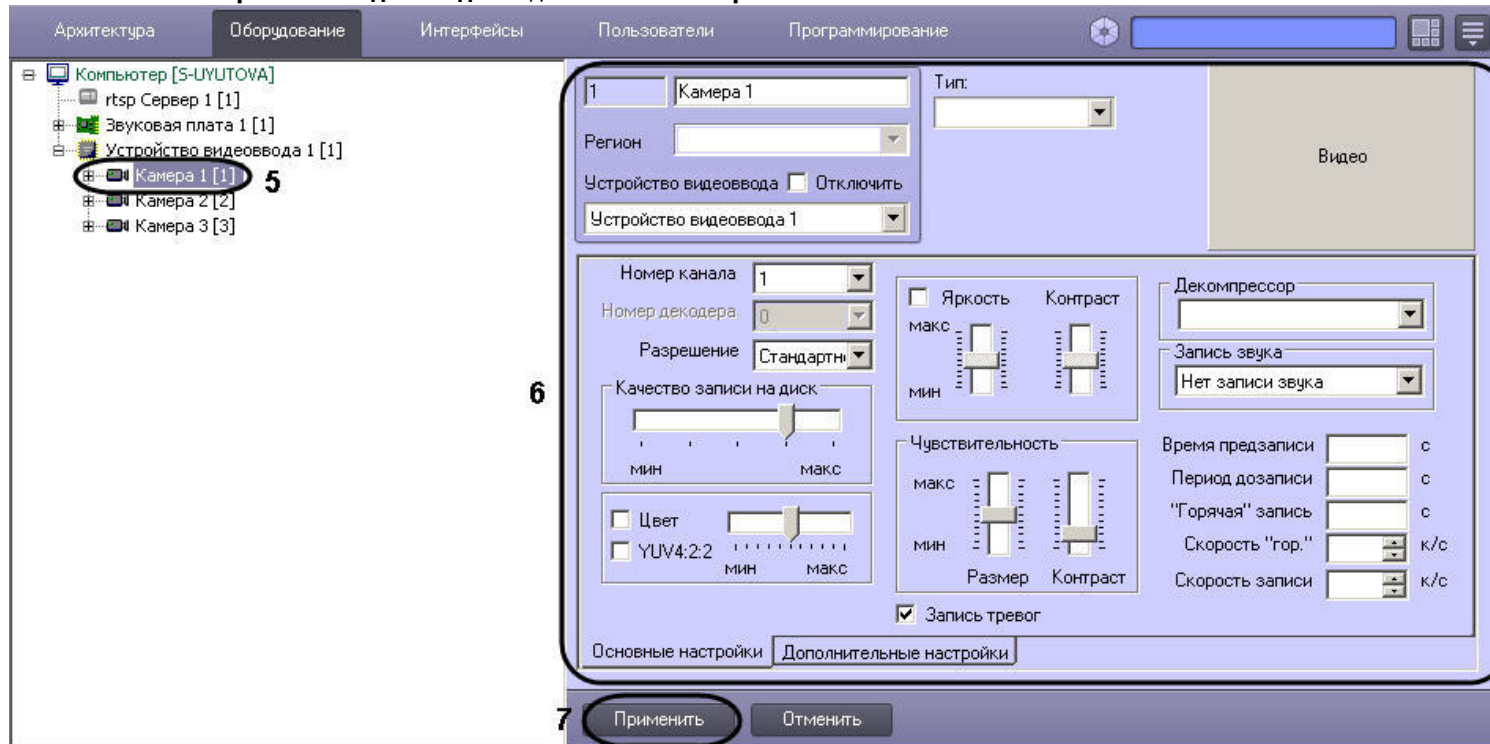 Архитектура Оборудование Интерфейсы Пользователи Программирование
Компьютер [S-UYUTOVA]
rtsp Сервер 1 [1]
Звуковая плата 1 [1]
Устройство видеоввода 1 [1]
Камера 1 [1]
5
Камера 2 [2]
Камера 3 [3]
6
1 Камера 1
Тип:
Регион
Устройство видеоввода Отключить
Устройство видеоввода 1
Видео
Номер канала 1
Номер декодера 0
Разрешение Стандартн
Качество записи на диск
мин макс
Цвет
YUV4:2:2
мин макс
Яркость Контраст
макс
мин
Чувствительность
макс
мин
Размер Контраст
Запись тревог
Декомпрессор
Запись звука
Нет записи звука
Время предзаписи с
Период дозаписи с
"Горячая" запись с
Скорость "гор." к/с
Скорость записи к/с
Основные настройки Дополнительные настройки
7
Применить Отменить